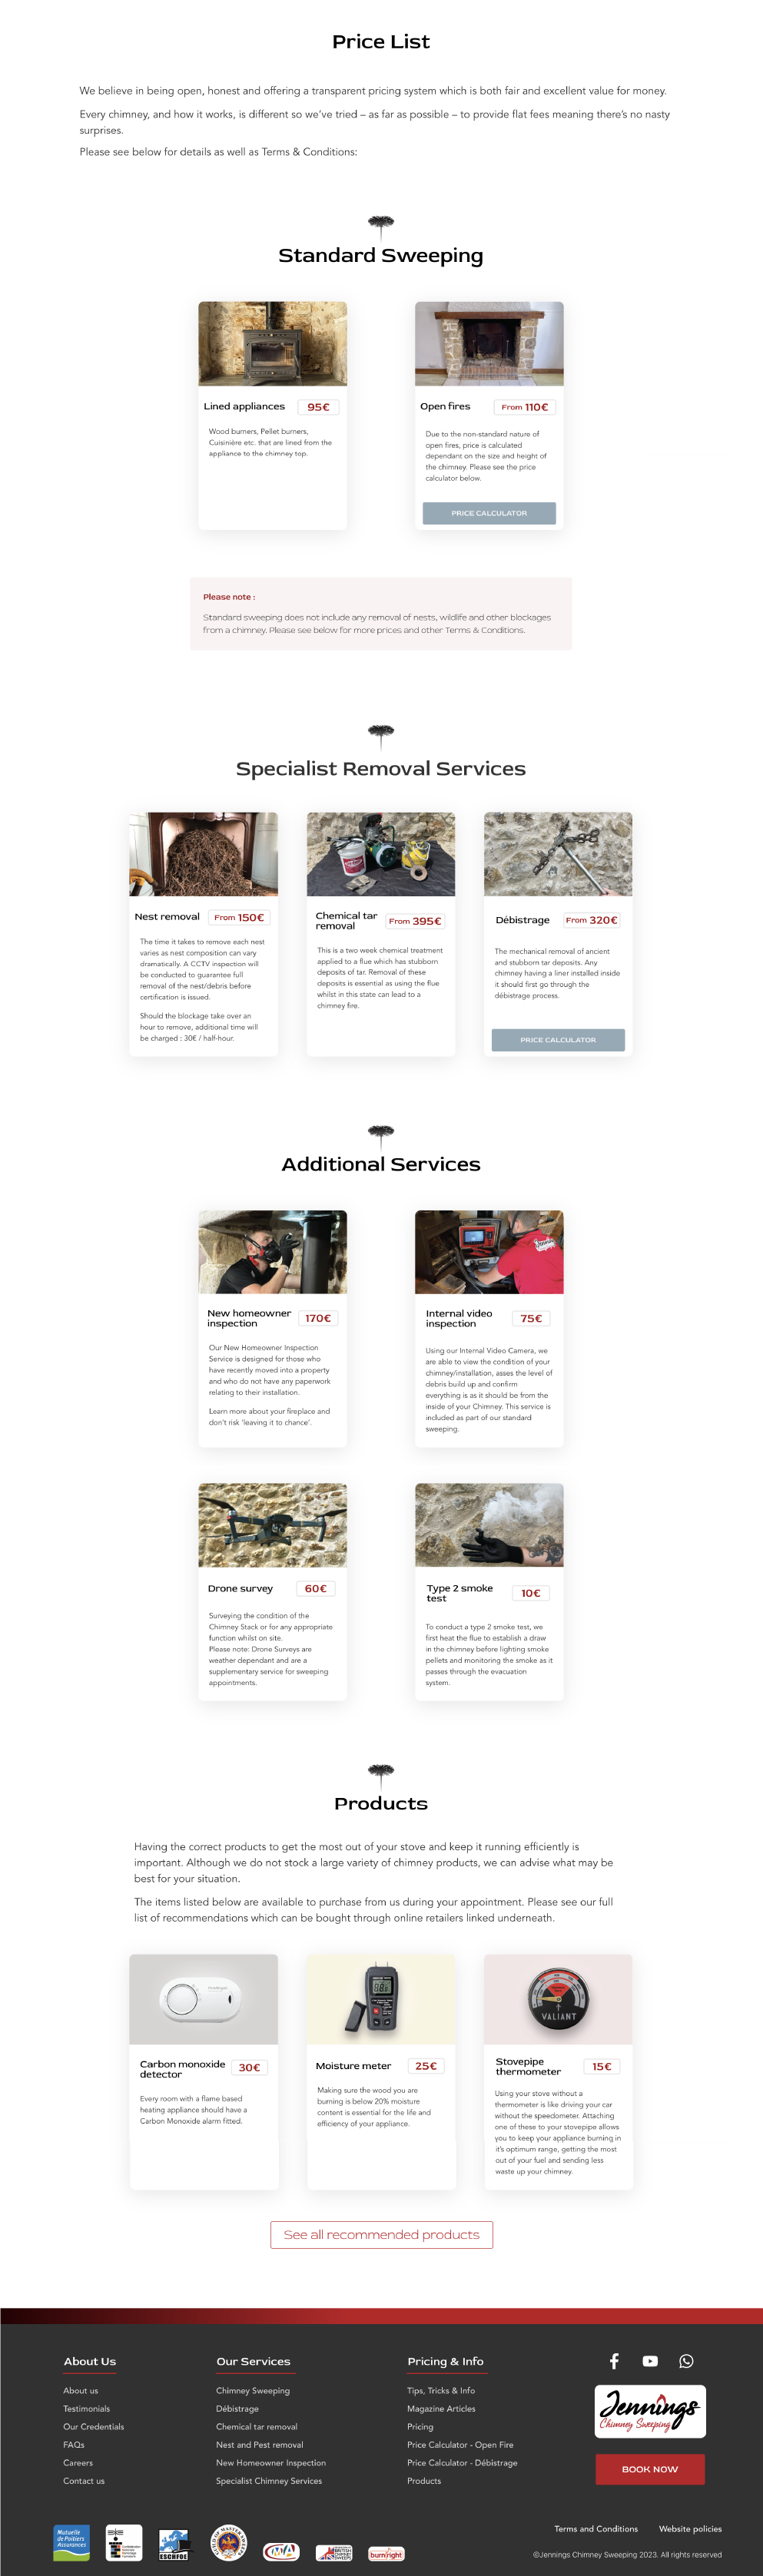 Price List
We believe in being open, honest and offering a transparent pricing system which is both fair and excellent value for money.
Every chimney, and how it works, is different so we've tried – as far as possible – to provide flat fees meaning there's no nasty
surprises.
Please see below for details as well as Terms & Conditions:
Standard Sweeping
Lined appliances
95€
Wood burners, Pellet burners,
Cuisinière etc. that are lined from the
appliance to the chimney top.
Open fires
From 110€
Due to the non-standard nature of
open fires, price is calculated
dependant on the size and height of
the chimney. Please see the price
calculator below.
PRICE CALCULATOR
Please note :
Standard sweeping does not include any removal of nests, wildlife and other blockages
from a chimney. Please see below for more prices and other Terms & Conditions.
Specialist Removal Services
Nest removal
From 150€
The time it takes to remove each nest
varies as nest composition can vary
dramatically. A CCTV inspection will
be conducted to guarantee full
removal of the nest/debris before
certification is issued.
Should the blockage take over an
hour to remove, additional time will
be charged : 30€ / half-hour.
Chemical tar
removal
From 395€
This is a two week chemical treatment
applied to a flue which has stubborn
deposits of tar. Removal of these
deposits is essential as using the flue
whilst in this state can lead to a
chimney fire.
Débistrage
From 320€
The mechanical removal of ancient
and stubborn tar deposits. Any
chimney having a liner installed inside
it should first go through the
débistrage process.
PRICE CALCULATOR
Additional Services
New homeowner
inspection
170€
Our New Homeowner Inspection
Service is designed for those who
have recently moved into a property
and who do not have any paperwork
relating to their installation.
Learn more about your fireplace and
don't risk 'leaving it to chance'.
Internal video
inspection
75€
Using our Internal Video Camera, we
are able to view the condition of your
chimney/installation, asses the level of
debris build up and confirm
everything is as it should be from the
inside of your Chimney. This service is
included as part of our standard
sweeping.
Drone survey
60€
Surveying the condition of the
Chimney Stack or for any appropriate
function whilst on site.
Please note: Drone Surveys are
weather dependant and are a
supplementary service for sweeping
appointments.
Type 2 smoke
test
10€
To conduct a type 2 smoke test, we
first heat the flue to establish a draw
in the chimney before lighting smoke
pellets and monitoring the smoke as it
passes through the evacuation
system.
Products
Having the correct products to get the most out of your stove and keep it running efficiently is
important. Although we do not stock a large variety of chimney products, we can advise what may be
best for your situation.
The items listed below are available to purchase from us during your appointment. Please see our full
list of recommendations which can be bought through online retailers linked underneath.
VALIANT
Carbon monoxide
detector
30€
Every room with a flame based
heating appliance should have a
Carbon Monoxide alarm fitted.
Moisture meter
25€
Making sure the wood you are
burning is below 20% moisture
content is essential for the life and
efficiency of your appliance.
Stovepipe
thermometer
15€
Using your stove without a
thermometer is like driving your car
without the speedometer. Attaching
one of these to your stovepipe allows
you to keep your appliance burning in
it's optimum range, getting the most
out of your fuel and sending less
waste up your chimney.
See all recommended products
About Us
About us
Testimonials
Our Credentials
FAQs
Careers
Contact us
Our Services
Chimney Sweeping
Débistrage
Chemical tar removal
Nest and Pest removal
New Homeowner Inspection
Specialist Chimney Services
Pricing & Info
Tips, Tricks & Info
Magazine Articles
Pricing
Price Calculator - Open Fire
Price Calculator - Débistrage
Products
Jennings
Chimney Sweeping
BOOK NOW
Mutuelle
de Poitiers
Assurances
ESCHFOE
CMA
BRITISH
CHIMNEY
SWEEPS
burnright
Terms and Conditions
Website policies
©Jennings Chimney Sweeping 2023. All rights reserved